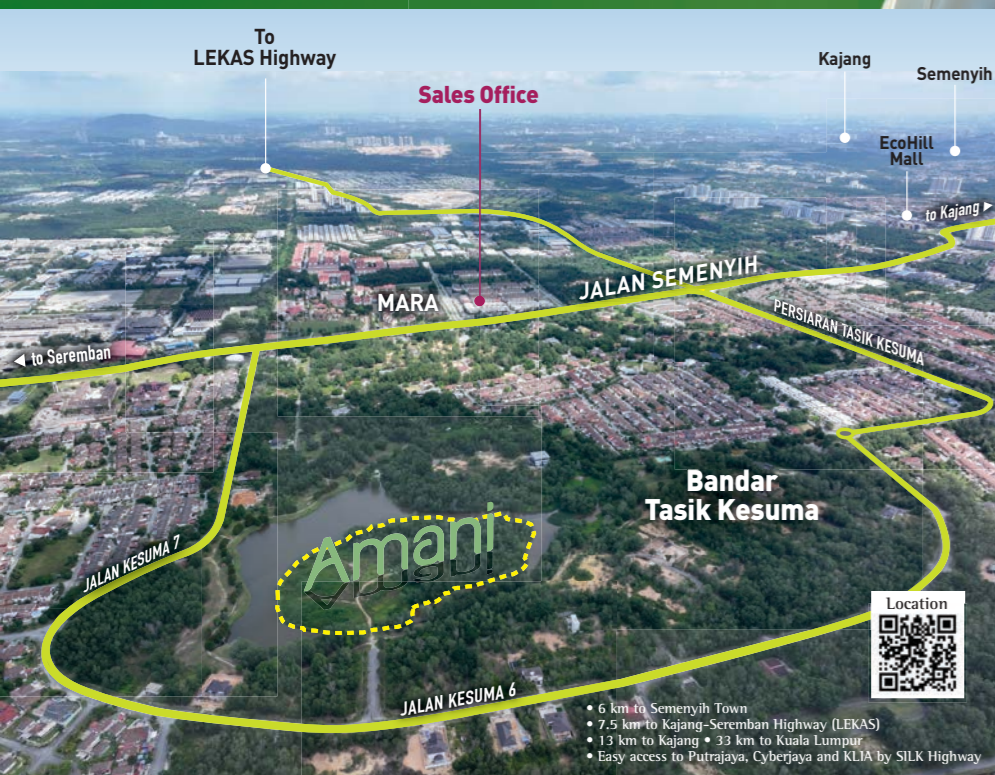 To
LEKAS Highway
Sales Office
Kajang
Semenyih
EcoHill
Mall
to Kajang ▶
JALAN SEMENYIH
MARA
PERSIARAN TASIK KESUMA
◀ to Seremban
Bandar
Tasik Kesuma
Amani
JALAN KESUMA 7
Location
JALAN KESUMA 6
• 6 km to Semenyih Town
• 7.5 km to Kajang–Seremban Highway (LEKAS)
• 13 km to Kajang • 33 km to Kuala Lumpur
• Easy access to Putrajaya, Cyberjaya and KLIA by SILK Highway